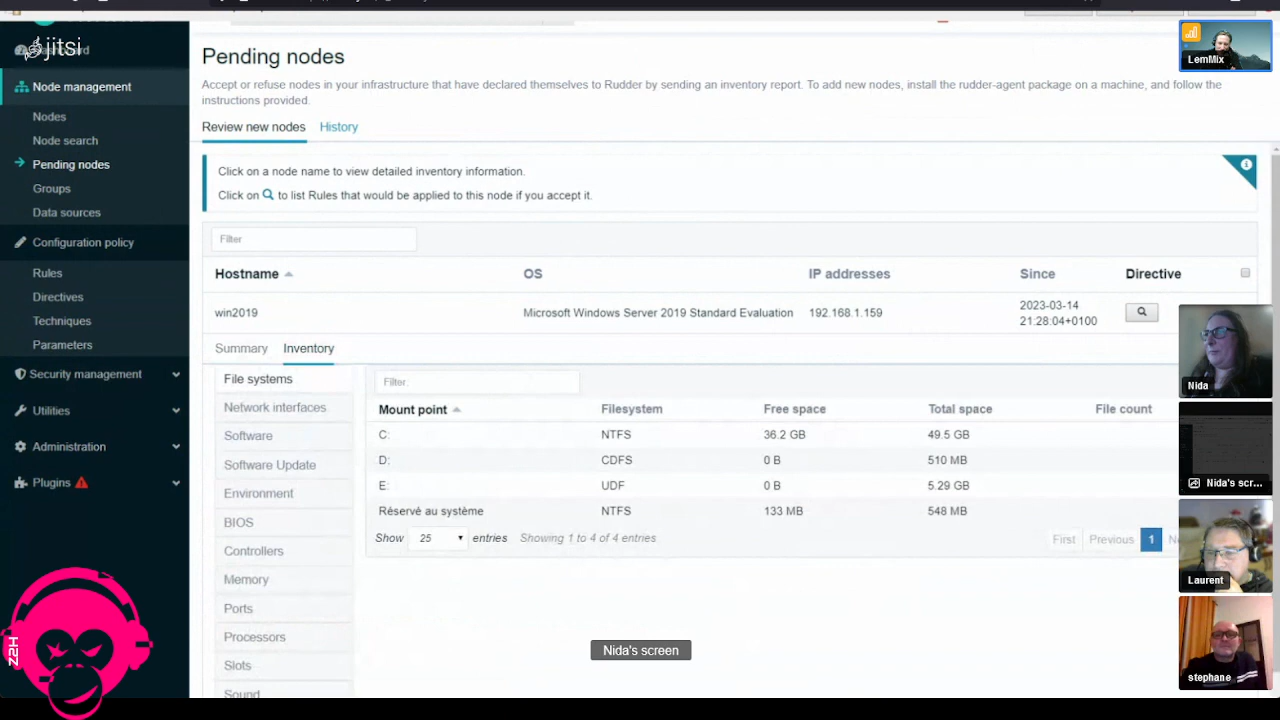 jitsi
Node management
Nodes
Node search
Pending nodes
Groups
Data sources
Configuration policy
Rules
Directives
Techniques
Parameters
Security management
Utilities
Administration
Plugins
Pending nodes
Accept or refuse nodes in your infrastructure that have declared themselves to Rudder by sending an inventory report. To add new nodes, install the rudder-agent package on a machine, and follow the
instructions provided.
Review new nodes History
Click on a node name to view detailed inventory information.
Click on to list Rules that would be applied to this node if you accept it.
Filter
Hostname OS IP addresses Since Directive
win2019 Microsoft Windows Server 2019 Standard Evaluation 192.168.1.159 2023-03-14
21:28:04+0100
Summary Inventory
File systems
Network interfaces
Software
Software Update
Environment
BIOS
Controllers
Memory
Ports
Processors
Slots
Sound
Filter
Mount point Filesystem Free space Total space File count
C: NTFS 36.2 GB 49.5 GB
D: CDFS 0 B 510 MB
E: UDF 0 B 5.29 GB
Réservé au système NTFS 133 MB 548 MB
Show 25 entries Showing 1 to 4 of 4 entries
First Previous 1
Nida's screen
LemMix
Nida
Nida's scr...
Laurent
stephane
Z2H